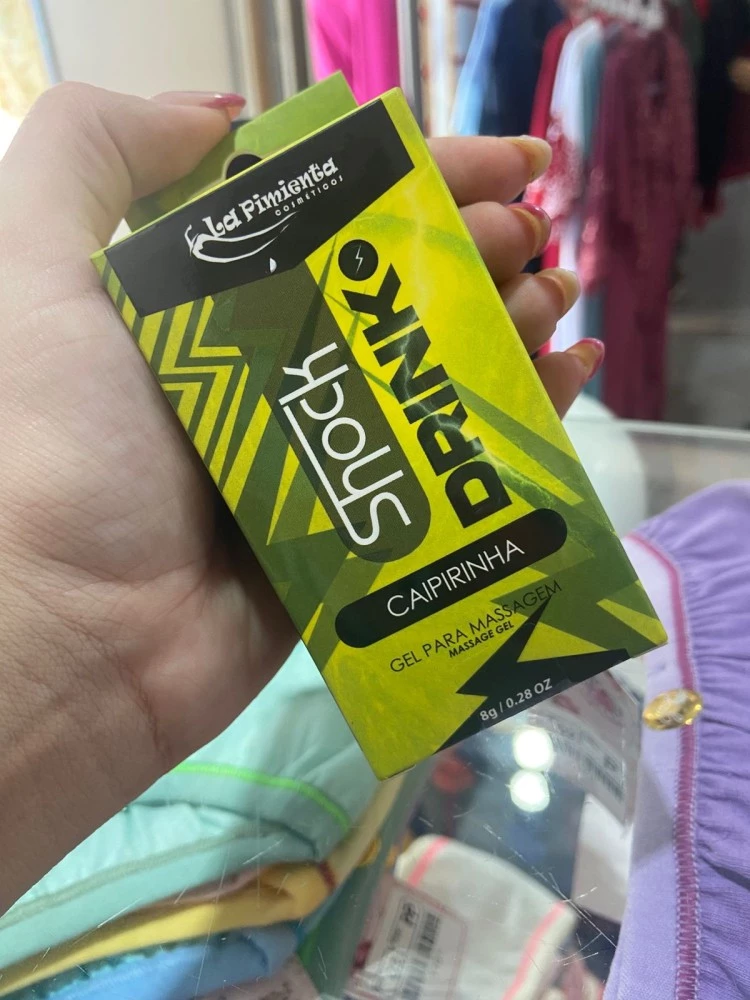 La Pimienta
COSMÉTICOS
Shock
DRINK
CAIPIRINHA
GEL PARA MASSAGEM
MASSAGE GEL
8g / 0.28 OZ